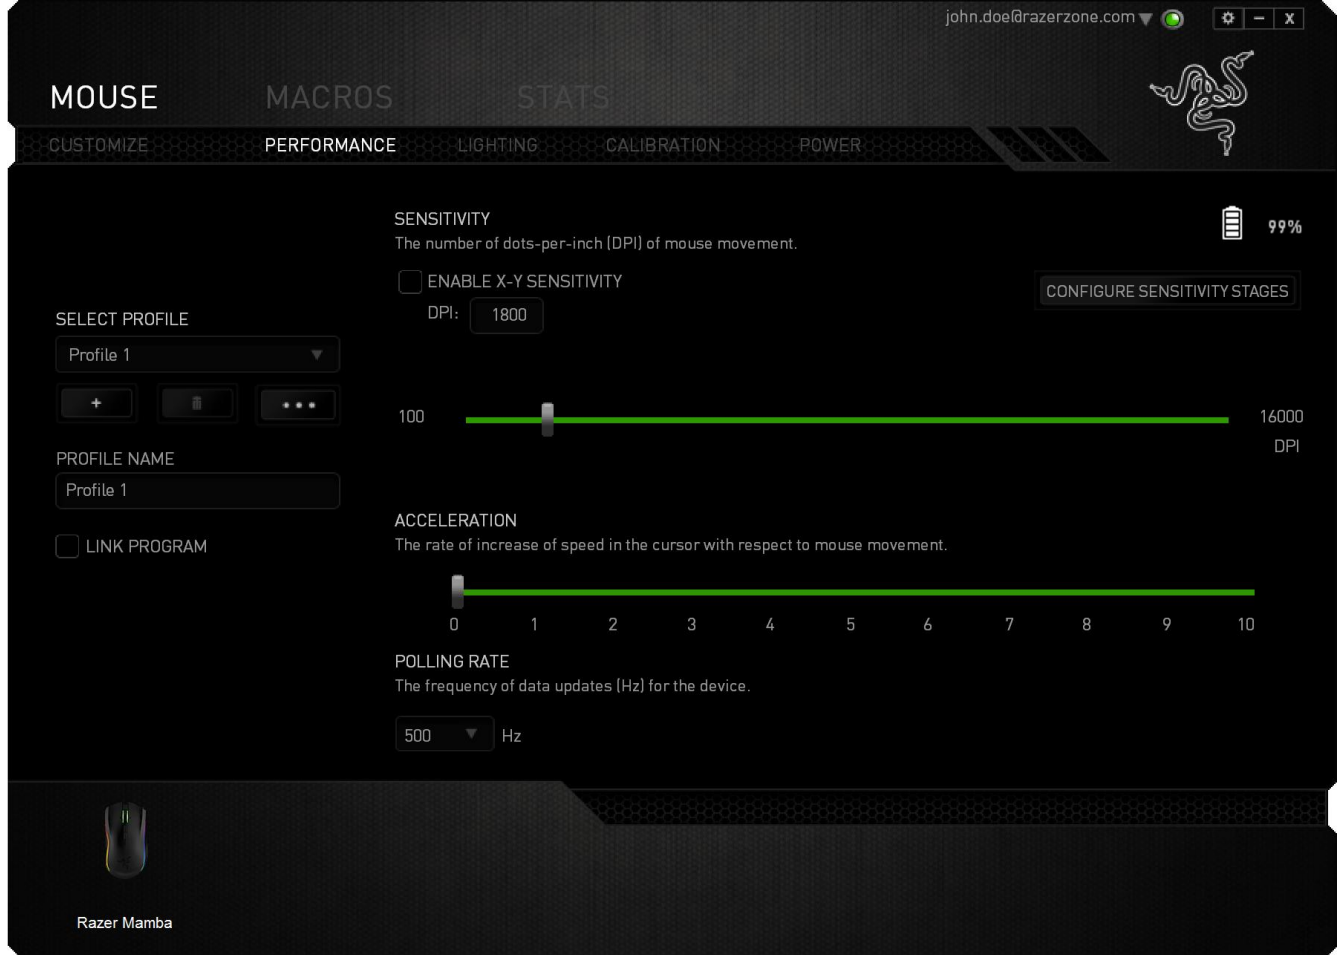 john.doe@razerzone.com
X
MOUSE MACROS STATS
CUSTOMIZE PERFORMANCE LIGHTING CALIBRATION POWER
SENSITIVITY
The number of dots-per-inch (DPI) of mouse movement.
99%
ENABLE X-Y SENSITIVITY
DPI: 1800
CONFIGURE SENSITIVITY STAGES
SELECT PROFILE
Profile 1
+
PROFILE NAME
Profile 1
LINK PROGRAM
100
16000
DPI
ACCELERATION
The rate of increase of speed in the cursor with respect to mouse movement.
0 1 2 3 4 5 6 7 8 9 10
POLLING RATE
The frequency of data updates (Hz) for the device.
500 Hz
Razer Mamba